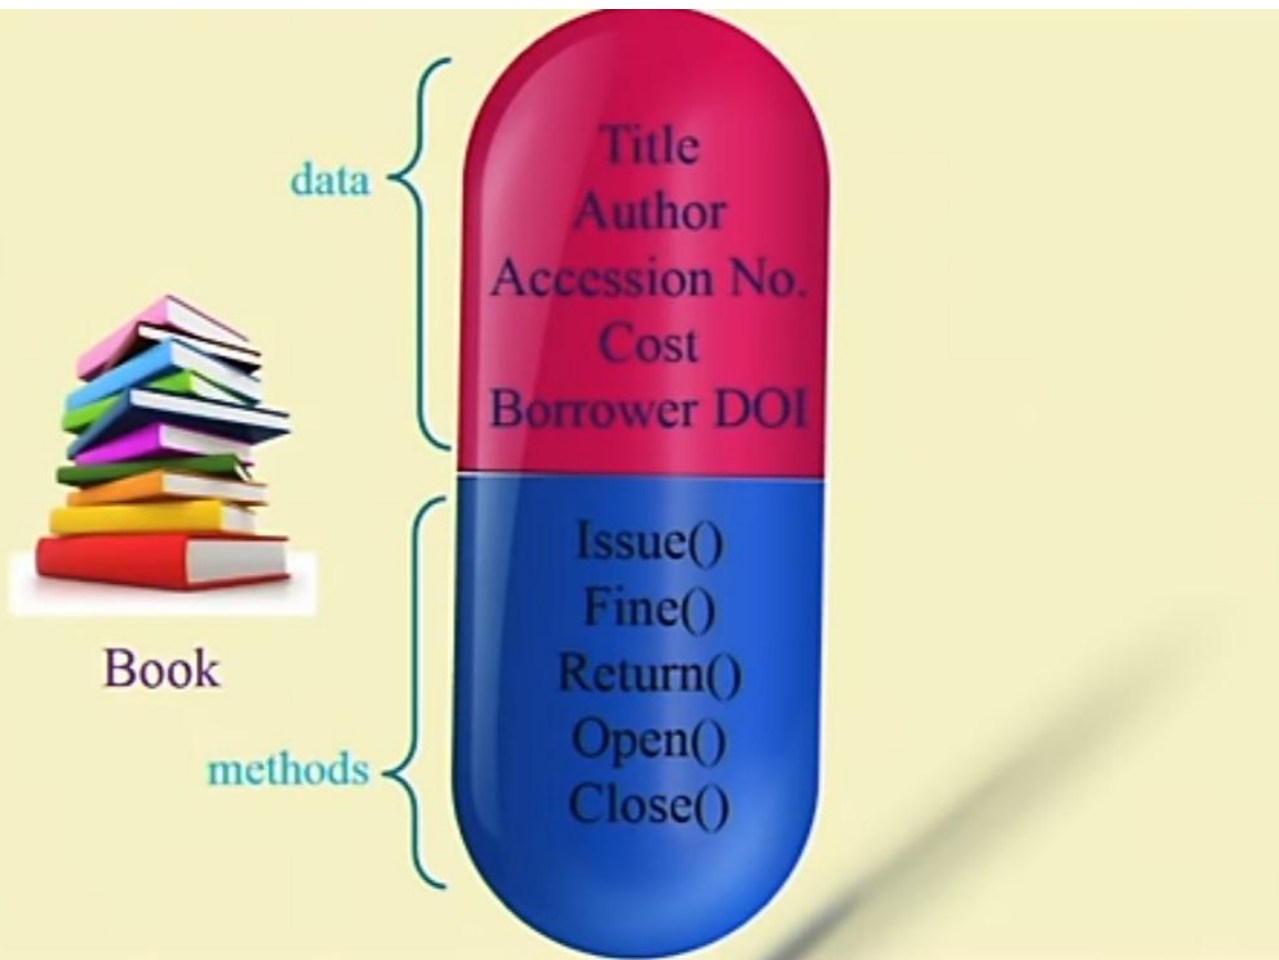 data
Title
Author
Accession No.
Cost
Borrower DOI
Book
methods
Issue()
Fine()
Return()
Open()
Close()